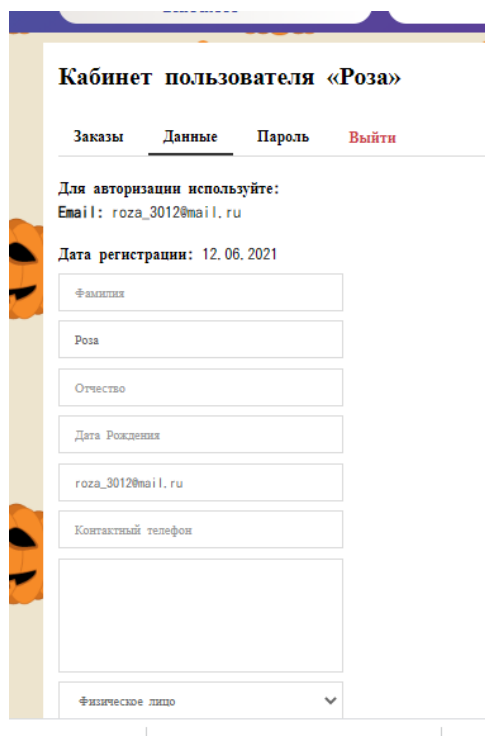 Кабинет пользователя «Роза»
Заказы Данные Пароль Выйти
Для авторизации используйте:
Email: roza_3012@mail.ru
Дата регистрации: 12.06.2021
Фамилия
Роза
Отчество
Дата Рождения
roza_3012@mail.ru
Контактный телефон
Физическое лицо